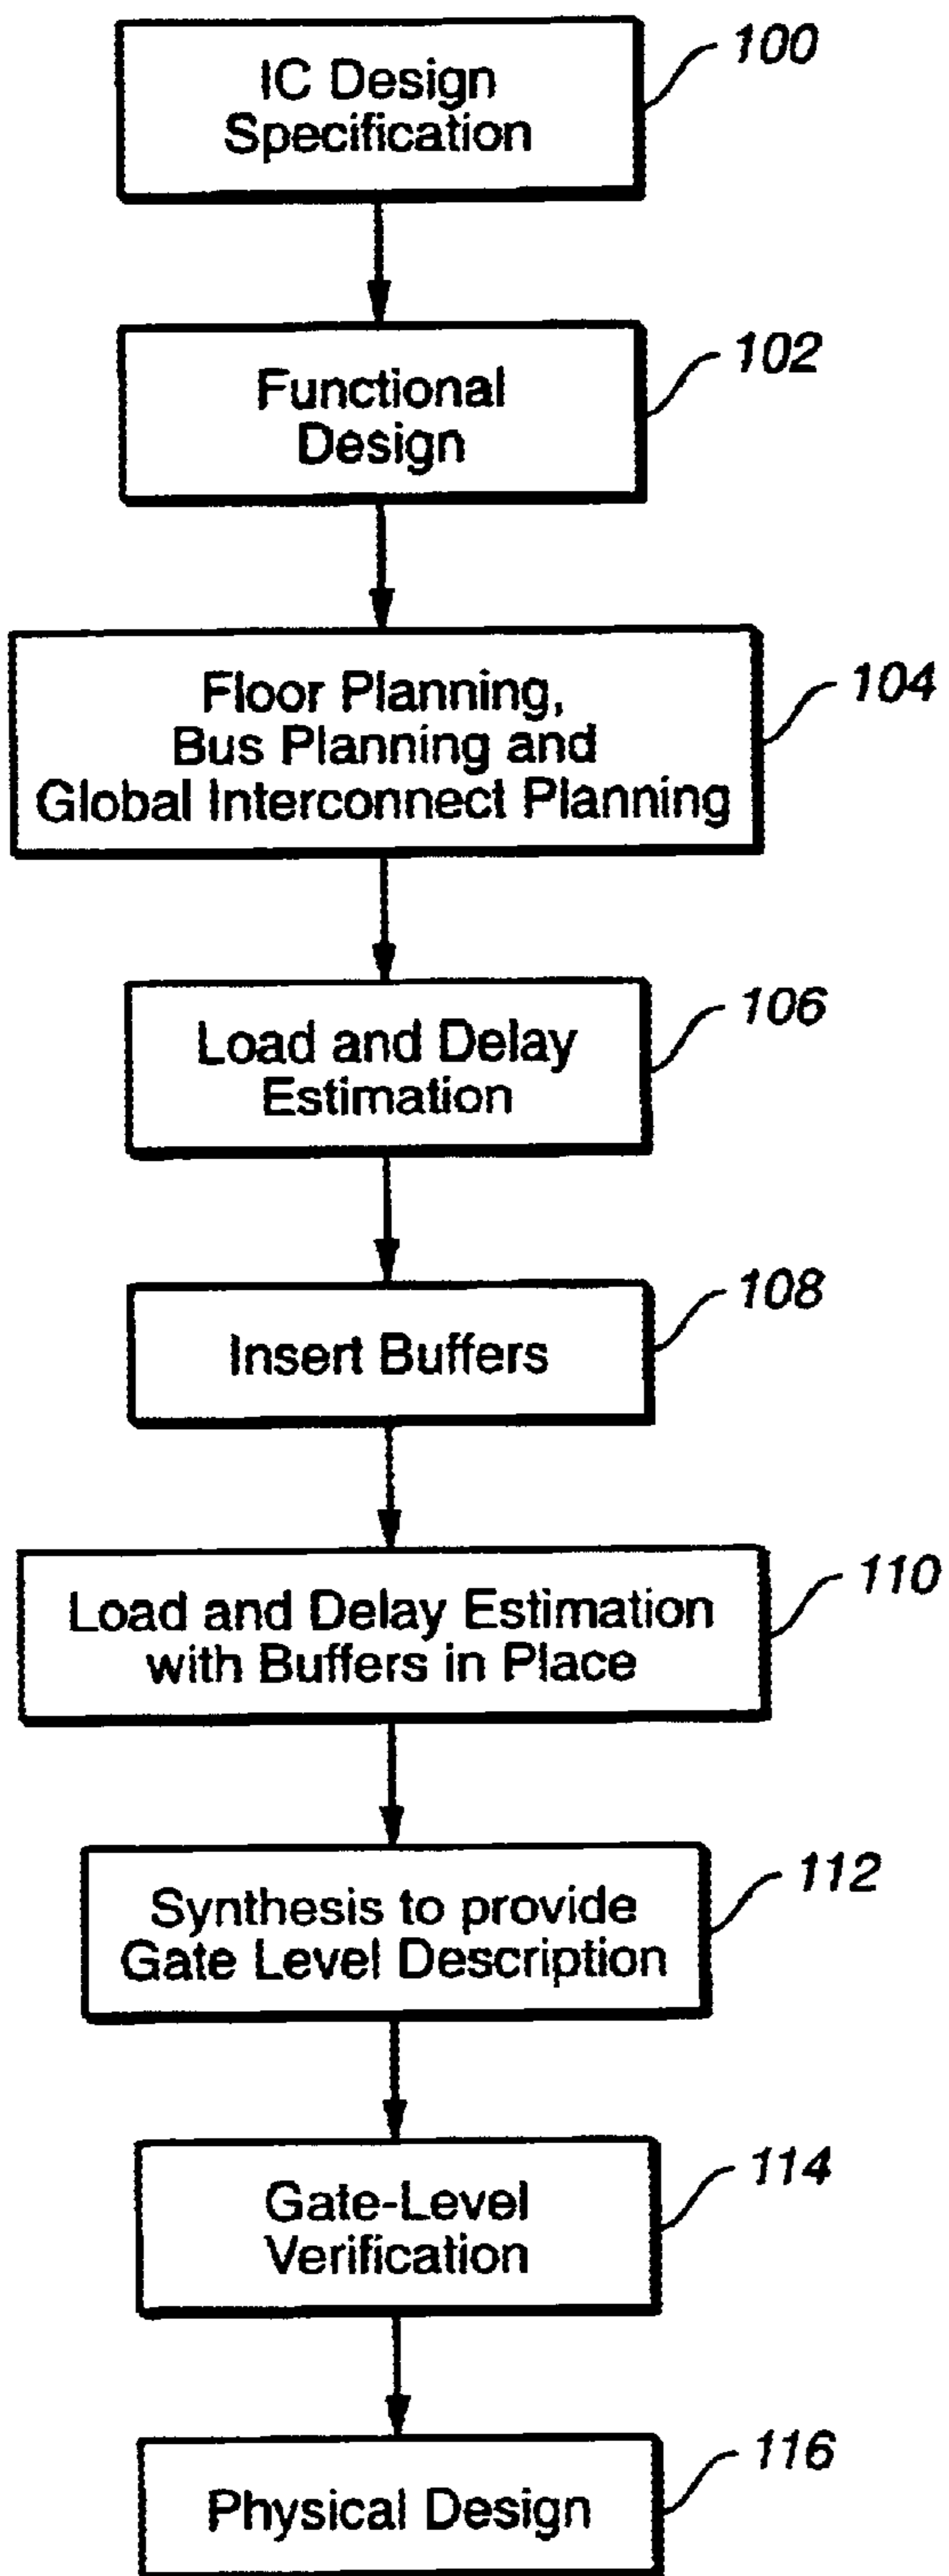 100
IC Design
Specification
102
Functional
Design
104
Floor Planning,
Bus Planning and
Global Interconnect Planning
106
Load and Delay
Estimation
108
Insert Buffers
110
Load and Delay Estimation
with Buffers in Place
112
Synthesis to provide
Gate Level Description
114
Gate-Level
Verification
116
Physical Design